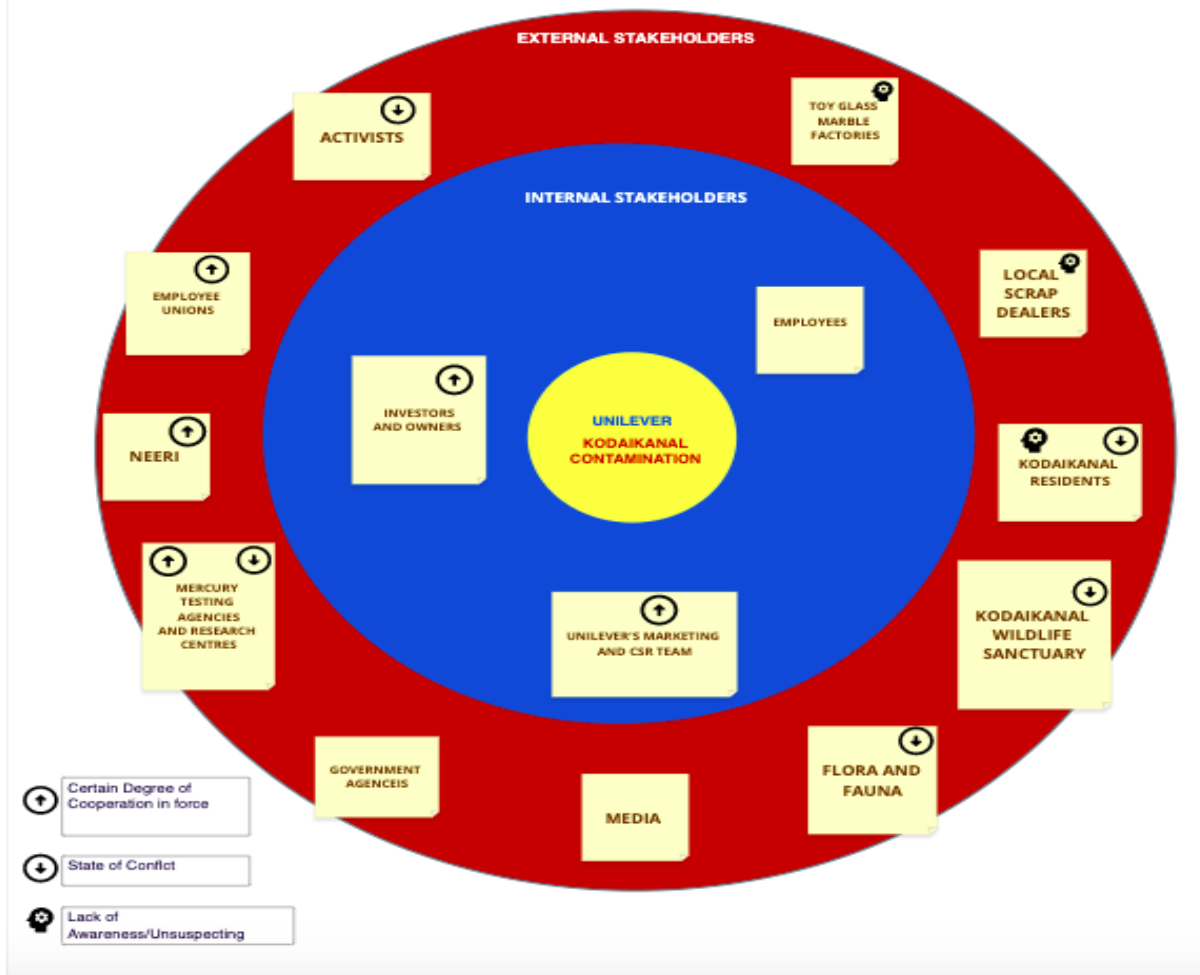 EXTERNAL STAKEHOLDERS
ACTIVISTS
TOY GLASS
MARBLE
FACTORIES
INTERNAL STAKEHOLDERS
EMPLOYEE
UNIONS
LOCAL
SCRAP
DEALERS
EMPLOYEES
INVESTORS
AND OWNERS
UNILEVER
KODAIKANAL
CONTAMINATION
NEERI
KODAIKANAL
RESIDENTS
MERCURY
TESTING
AGENCIES
AND RESEARCH
CENTRES
UNILEVER'S MARKETING
AND CSR TEAM
KODAIKANAL
WILDLIFE
SANCTUARY
GOVERNMENT
AGENCEIS
MEDIA
FLORA AND
FAUNA
Certain Degree of
Cooperation in force
State of Conflct
Lack of
Awareness/Unsuspecting